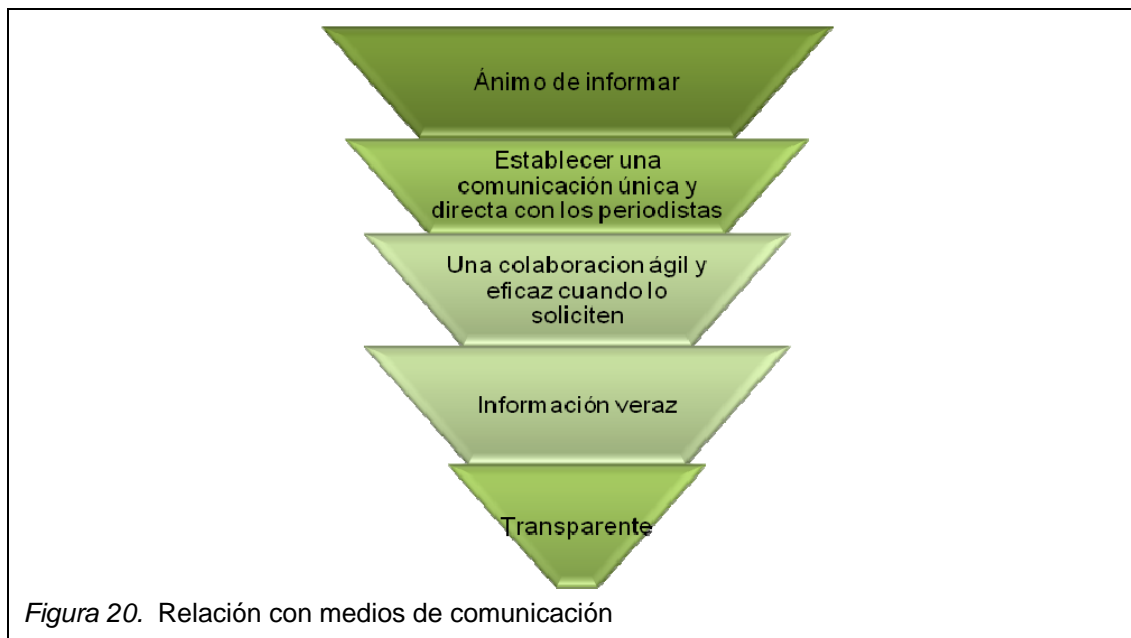 Ánimo de informar
Establecer una
comunicación única y
directa con los periodistas
Una colaboracion ágil y
eficaz cuando lo
soliciten
Información veraz
Transparente
Figura 20. Relación con medios de comunicación